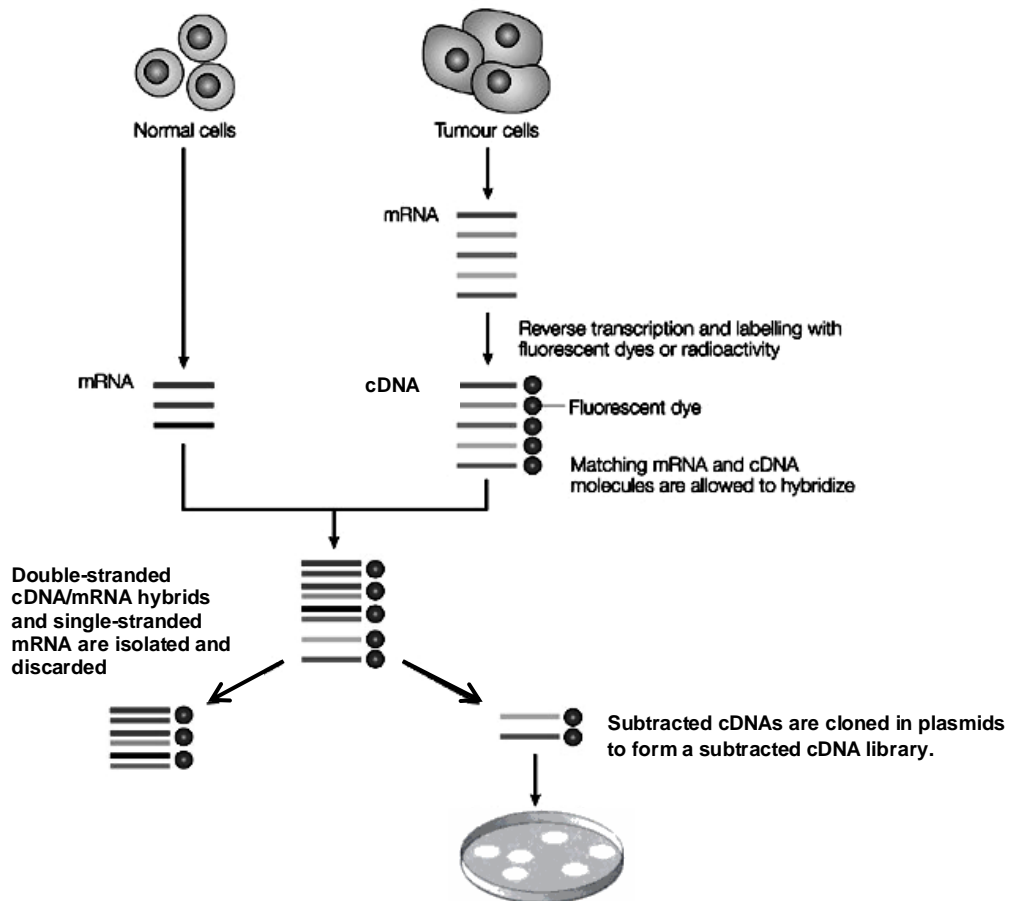 Normal cells
Tumour cells
mRNA
Reverse transcription and labelling with
fluorescent dyes or radioactivity
mRNA
cDNA
Fluorescent dye
Matching mRNA and cDNA
molecules are allowed to hybridize
Double-stranded
cDNA/mRNA hybrids
and single-stranded
mRNA are isolated and
discarded
Subtracted cDNAs are cloned in plasmids
to form a subtracted cDNA library.